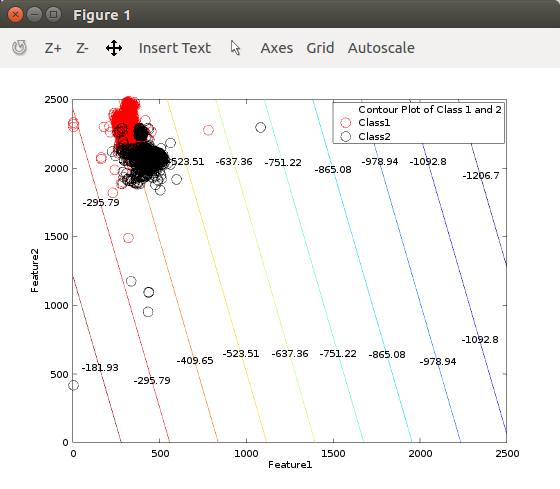 Figure 1
Z+ Z- Insert Text Axes Grid Autoscale
2500
2000
1500
1000
500
0
Feature2
Contour Plot of Class 1 and 2
Class1
Class2
-523.51 -637.36 -751.22 -865.08 -978.94 -1092.8 -1206.7
-295.79
-181.93 -295.79 -409.65 -523.51 -637.36 -751.22 -865.08 -978.94 -1092.8
0 500 1000 1500 2000 2500
Feature1